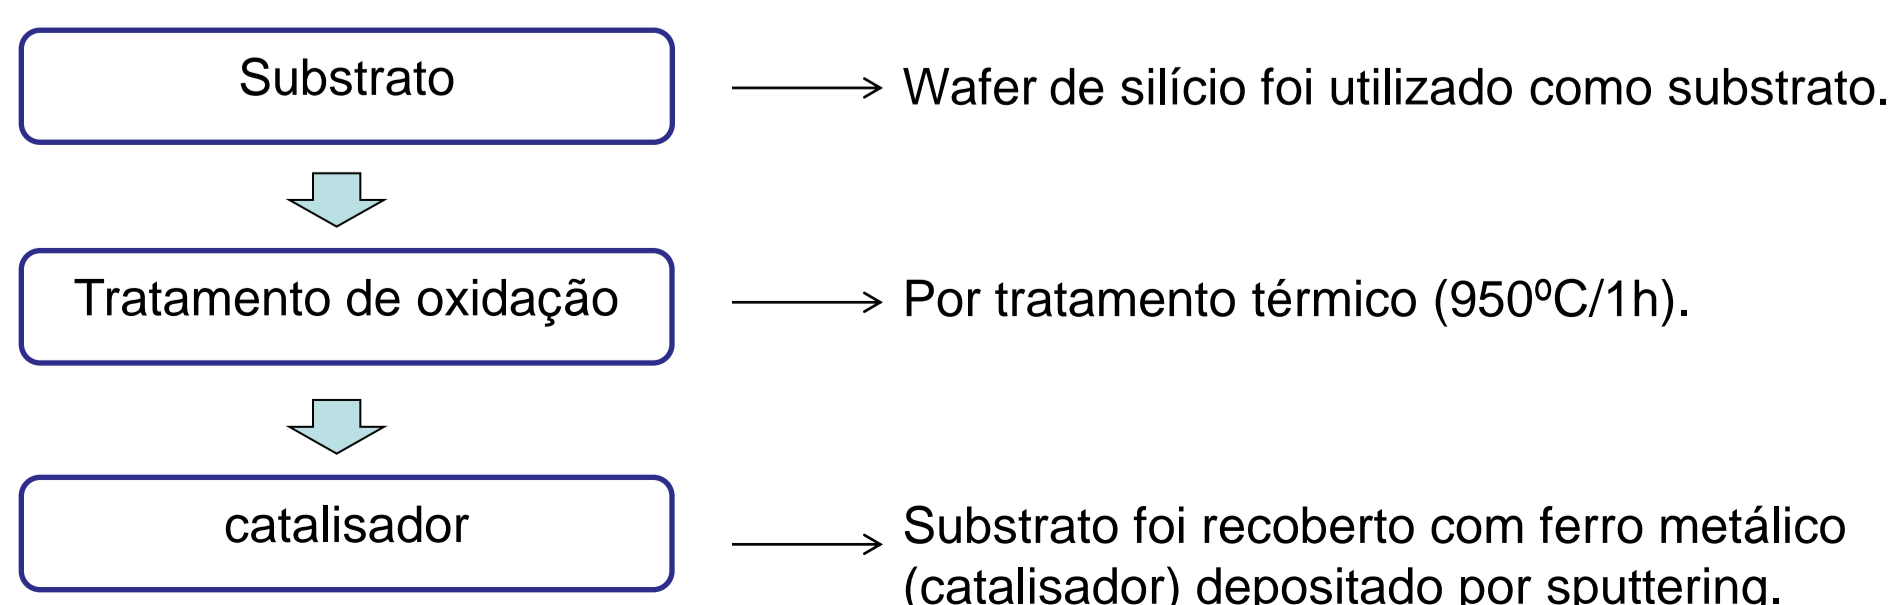 Substrato
Wafer de silício foi utilizado como substrato.
Tratamento de oxidação
Por tratamento térmico (950ºC/1h).
catalisador
Substrato foi recoberto com ferro metálico
(catalisador) depositado por sputtering.